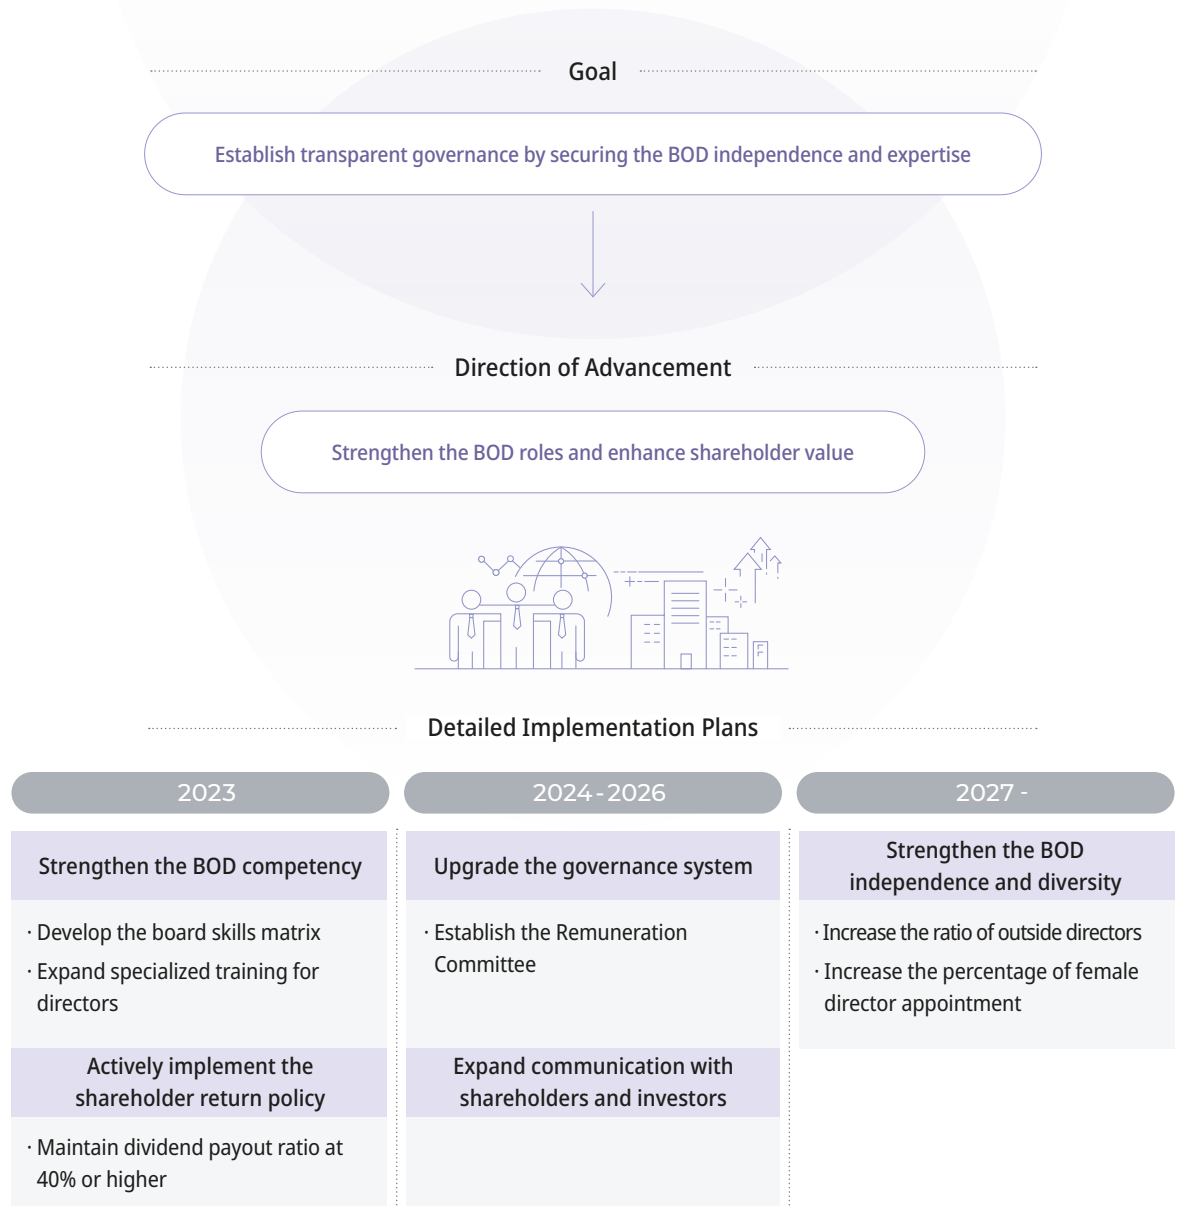 Goal
Establish transparent governance by securing the BOD independence and expertise
Direction of Advancement
Strengthen the BOD roles and enhance shareholder value
Detailed Implementation Plans
2023
Strengthen the BOD competency
· Develop the board skills matrix
· Expand specialized training for
directors
Actively implement the
shareholder return policy
· Maintain dividend payout ratio at
40% or higher
2024-2026
Upgrade the governance system
· Establish the Remuneration
Committee
Expand communication with
shareholders and investors
2027 -
Strengthen the BOD
independence and diversity
· Increase the ratio of outside directors
· Increase the percentage of female
director appointment